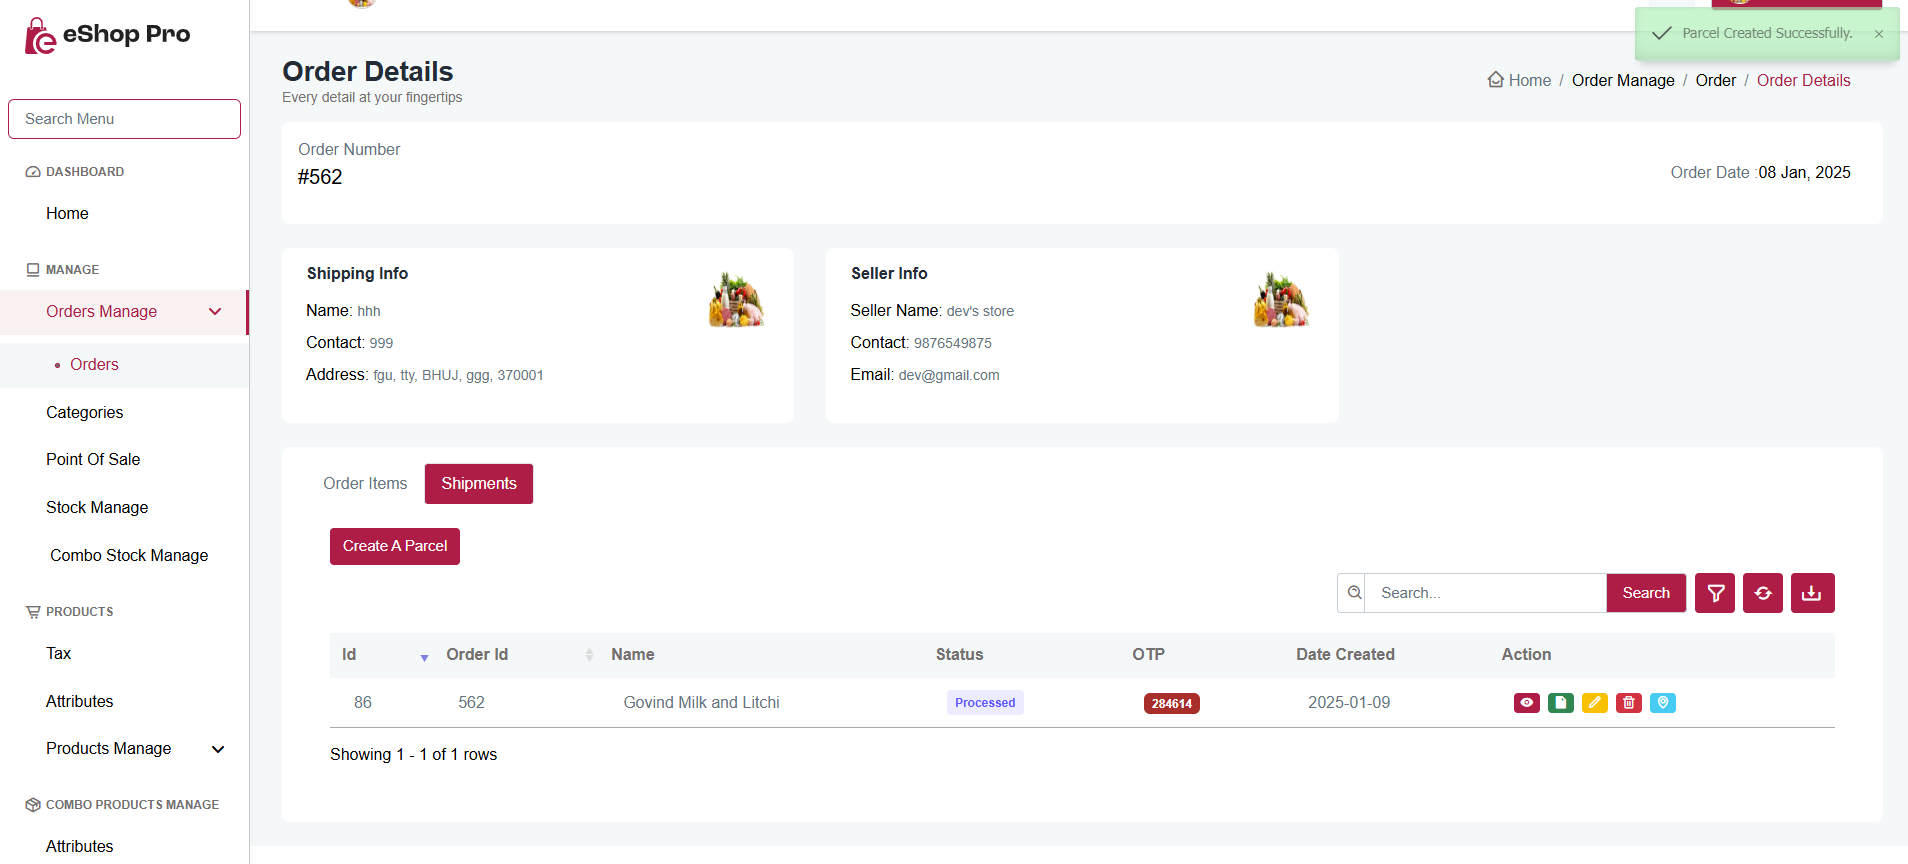 eShop Pro
Parcel Created Successfully. ×
Order Details
Every detail at your fingertips
Home / Order Manage / Order / Order Details
Search Menu
DASHBOARD
Home
MANAGE
Orders Manage
• Orders
Categories
Point Of Sale
Stock Manage
Combo Stock Manage
PRODUCTS
Tax
Attributes
Products Manage
COMBO PRODUCTS MANAGE
Attributes
Order Number
#562
Order Date :08 Jan, 2025
Shipping Info
Name: hhh
Contact: 999
Address: fgu, tty, BHUJ, ggg, 370001
Seller Info
Seller Name: dev's store
Contact: 9876549875
Email: dev@gmail.com
Order Items Shipments
Create A Parcel
Search... Search
Id Order Id Name Status OTP Date Created Action
86 562 Govind Milk and Litchi Processed 284614 2025-01-09
Showing 1 - 1 of 1 rows